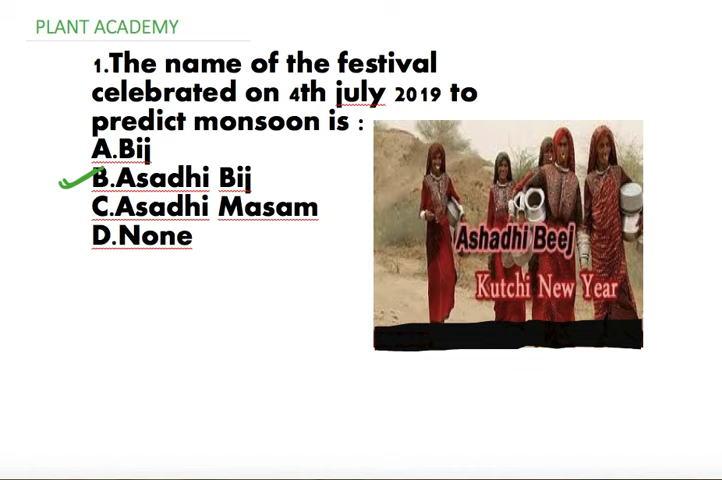 PLANT ACADEMY
1.The name of the festival
celebrated on 4th july 2019 to
predict monsoon is :
A.Bij
B.Asadhi Bij
C.Asadhi Masam
D.None
Ashadhi Beej
Kutchi New Year